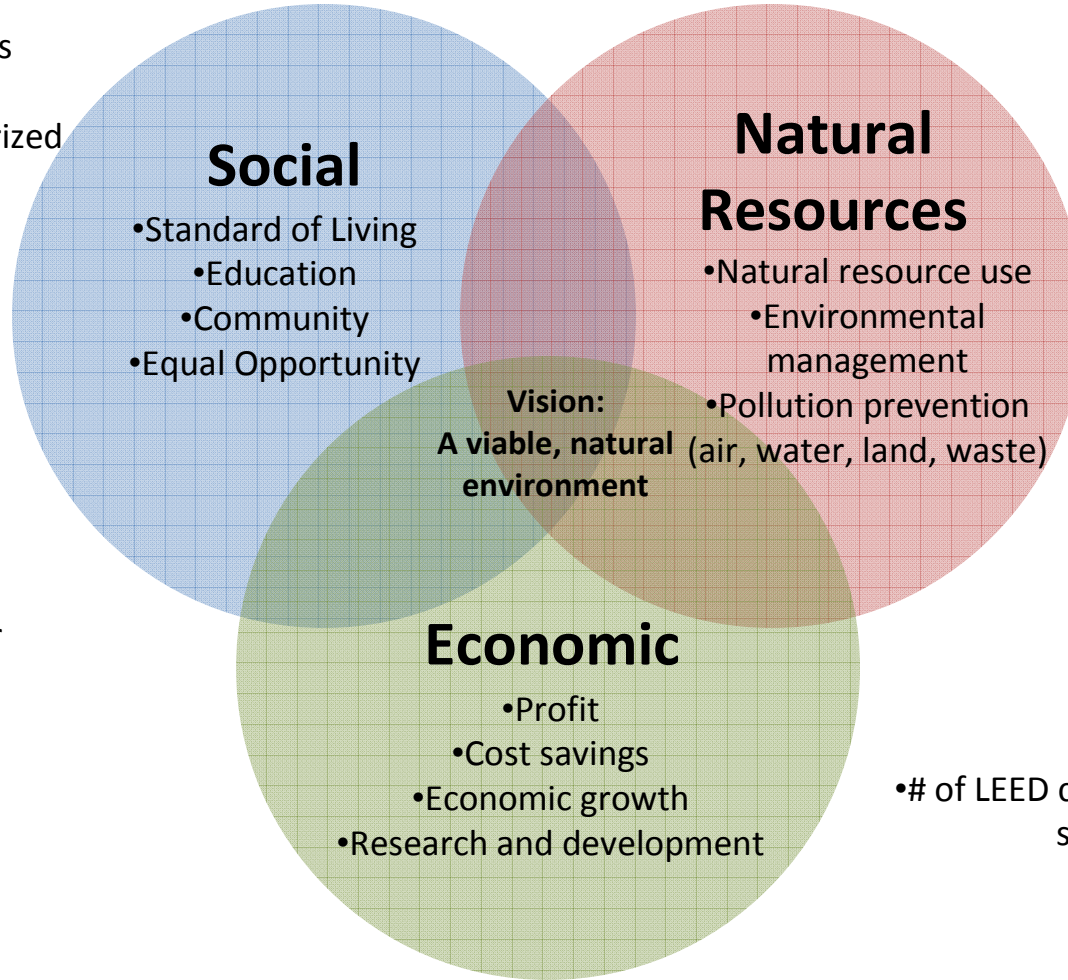 Social
•Standard of Living
•Education
•Community
•Equal Opportunity
Natural
Resources
•Natural resource use
•Environmental
management
•Pollution prevention
(air, water, land, waste)
Vision:
A viable, natural
environment
Economic
•Profit
•Cost savings
•Economic growth
•Research and development
•# of LEED